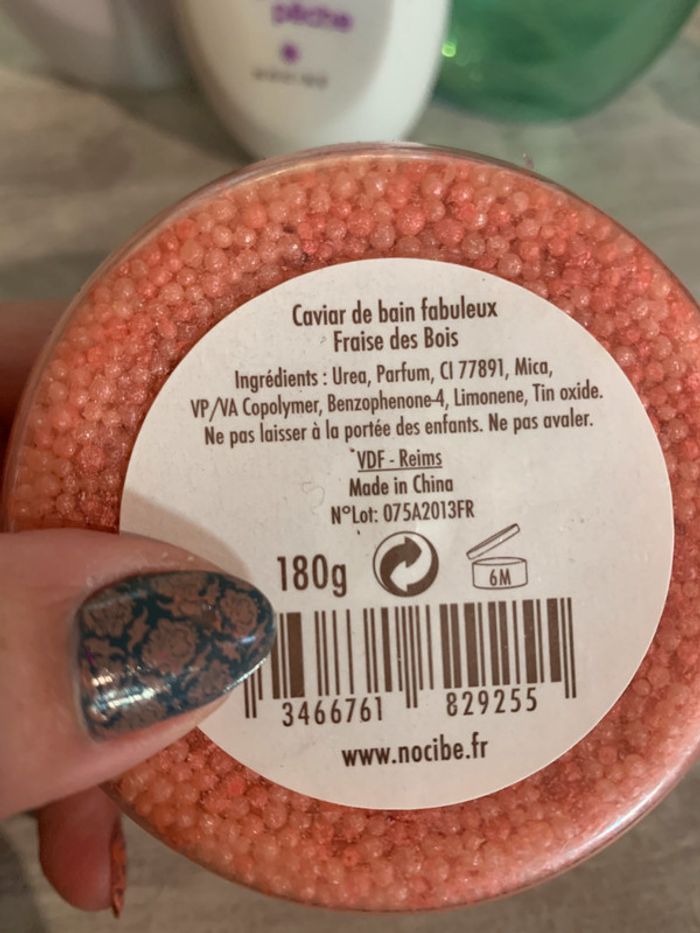 pêche
Caviar de bain fabuleux
Fraise des Bois
Ingrédients : Urea, Parfum, CI 77891, Mica,
VP/VA Copolymer, Benzophenone-4, Limonene, Tin oxide.
Ne pas laisser à la portée des enfants. Ne pas avaler.
VDF - Reims
Made in China
N°Lot: 075A2013FR
180g
6M
3466761 829255
www.nocibe.fr